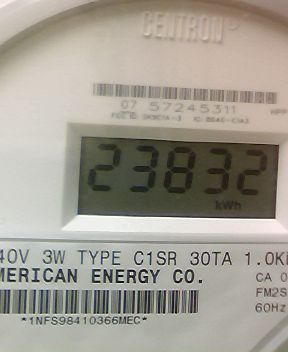 CENTRON
07 57245311
23832
kWh
40V 3W TYPE C1SR 30TA 1.0K
MERICAN ENERGY CO.
CA 0
FM2S
60Hz
*1NFS98410366MEC*